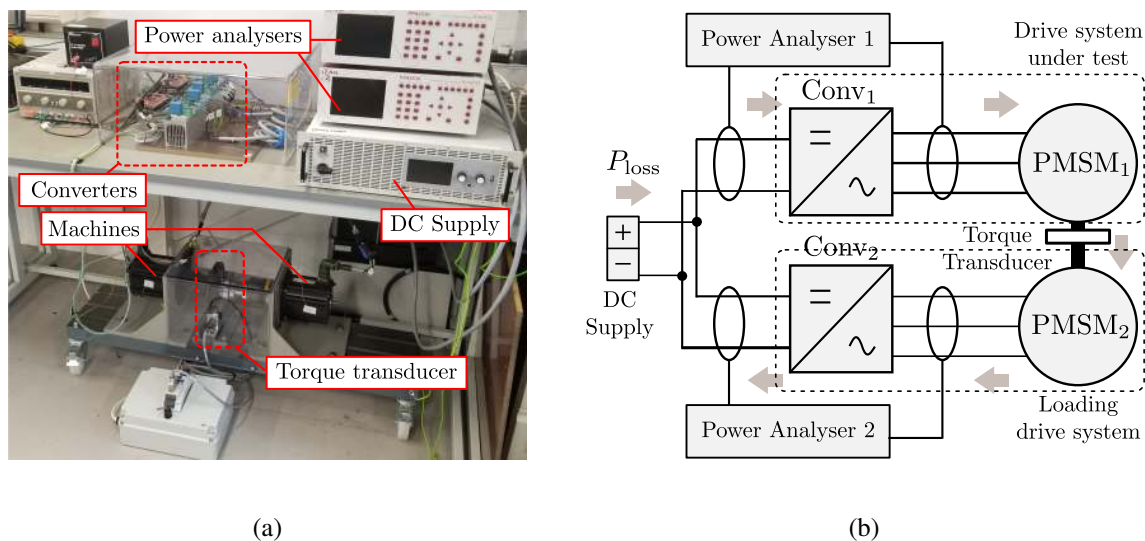 Power analysers
Converters
Machines
DC Supply
Torque transducer
(a)
Power Analyser 1
Drive system
under test
Conv₁
PMSM₁
P_loss
+
−
DC
Supply
Torque
Transducer
Conv₂
PMSM₂
Power Analyser 2
Loading
drive system
(b)